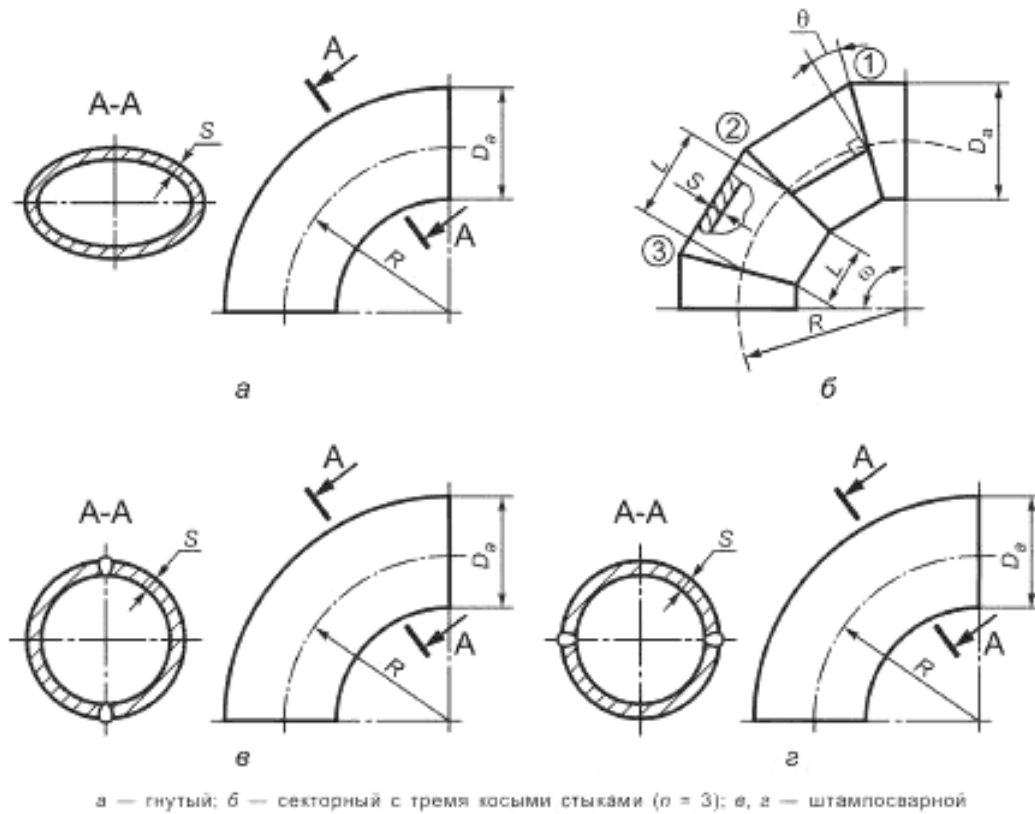 A
A-A
S
Dₐ
R
A
а
θ
①
②
③
L
S
Dₐ
L
ω
R
б
A
A-A
S
Dₐ
A
R
в
A
A-A
S
Dₐ
A
R
г
а — гнутый; б — секторный с тремя косыми стыками (n = 3); в, г — штампосварной